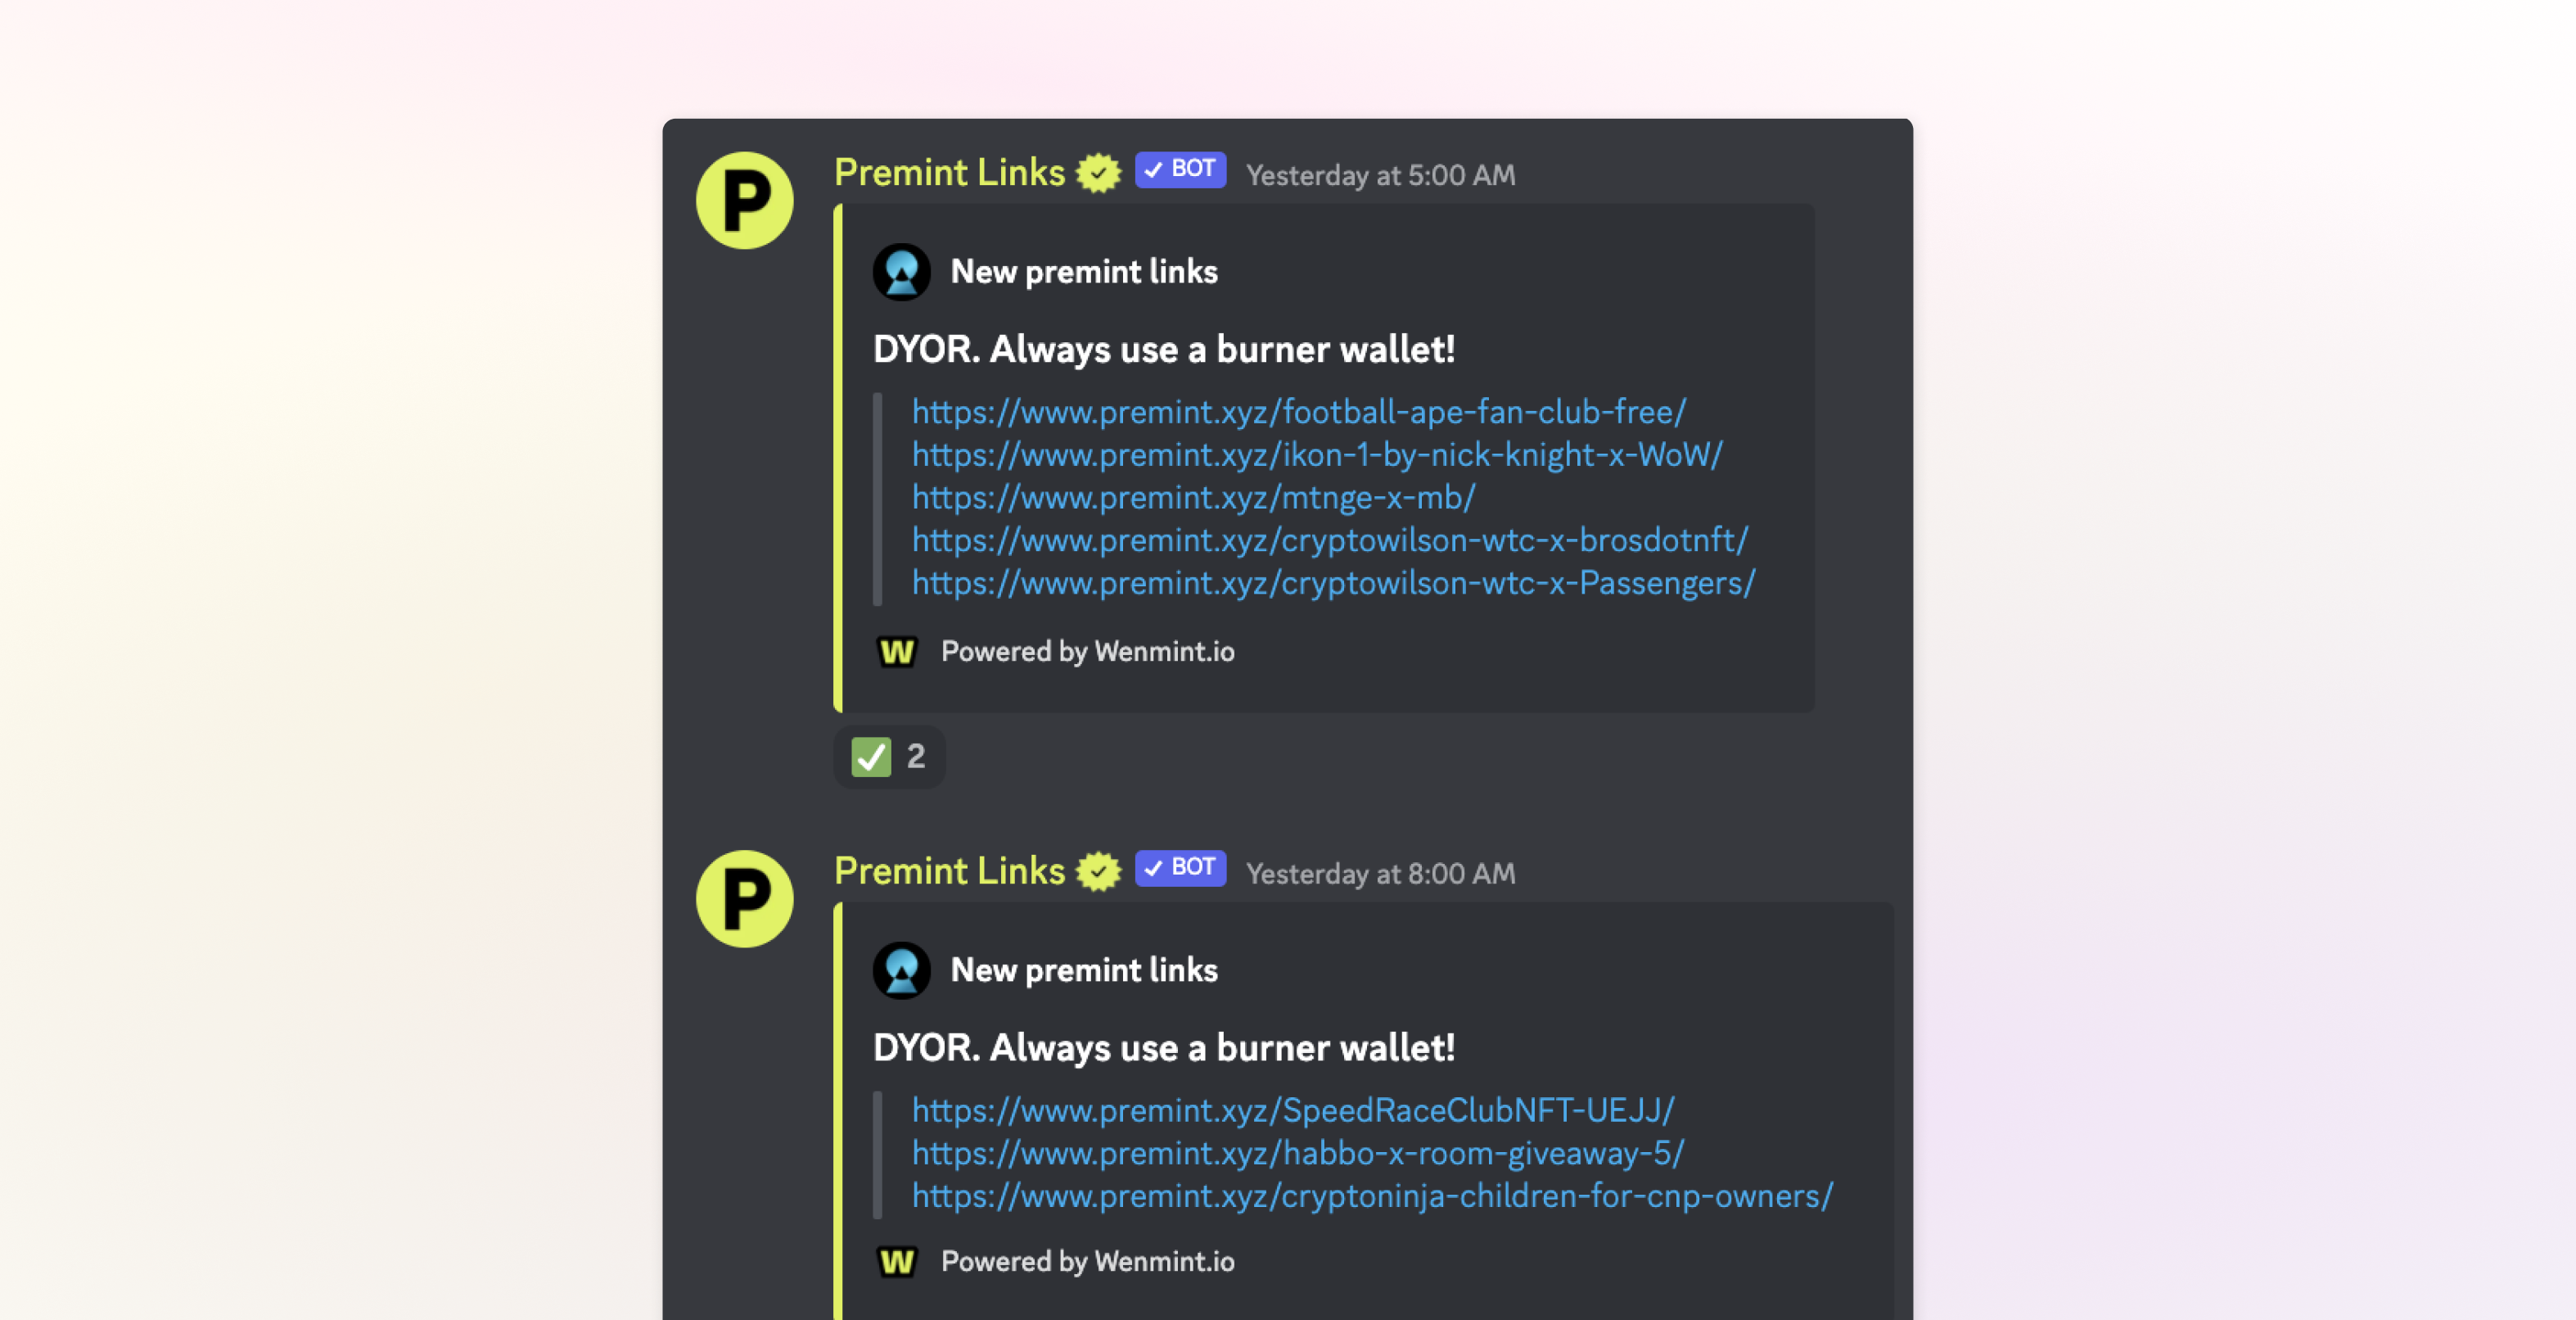 P
Premint Links ✓ BOT Yesterday at 5:00 AM
New premint links
DYOR. Always use a burner wallet!
https://www.premint.xyz/football-ape-fan-club-free/
https://www.premint.xyz/ikon-1-by-nick-knight-x-WoW/
https://www.premint.xyz/mtnge-x-mb/
https://www.premint.xyz/cryptowilson-wtc-x-brosdotnft/
https://www.premint.xyz/cryptowilson-wtc-x-Passengers/
W Powered by Wenmint.io
✅ 2
P
Premint Links ✓ BOT Yesterday at 8:00 AM
New premint links
DYOR. Always use a burner wallet!
https://www.premint.xyz/SpeedRaceClubNFT-UEJJ/
https://www.premint.xyz/habbo-x-room-giveaway-5/
https://www.premint.xyz/cryptoninja-children-for-cnp-owners/
W Powered by Wenmint.io